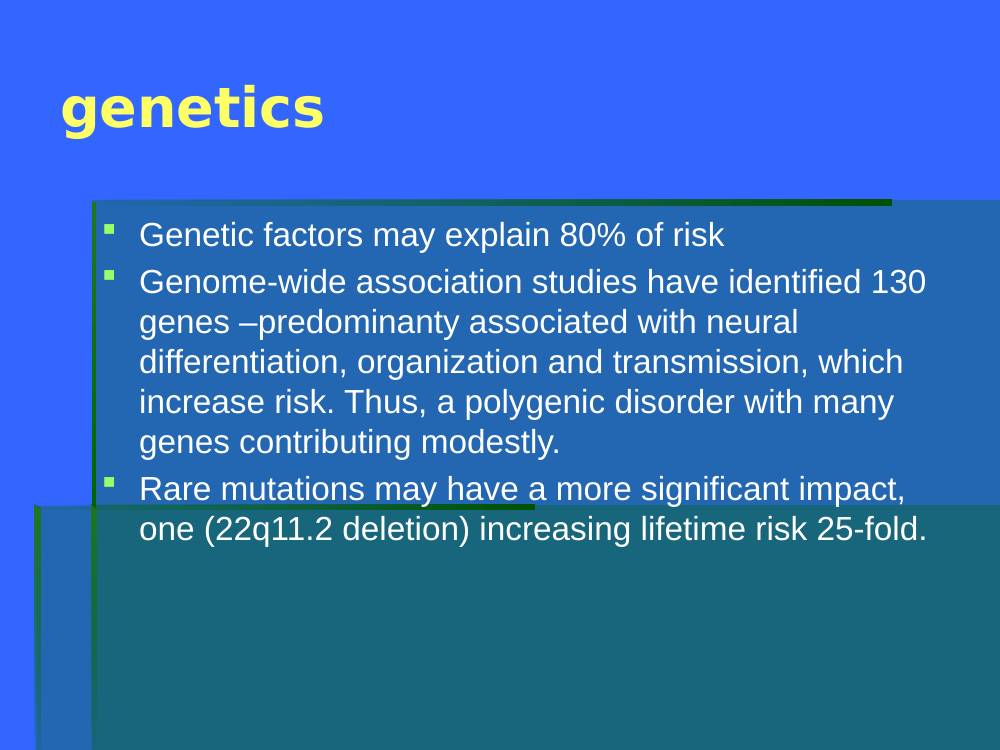 genetics
Genetic factors may explain 80% of risk
Genome-wide association studies have identified 130
genes –predominanty associated with neural
differentiation, organization and transmission, which
increase risk. Thus, a polygenic disorder with many
genes contributing modestly.
Rare mutations may have a more significant impact,
one (22q11.2 deletion) increasing lifetime risk 25-fold.